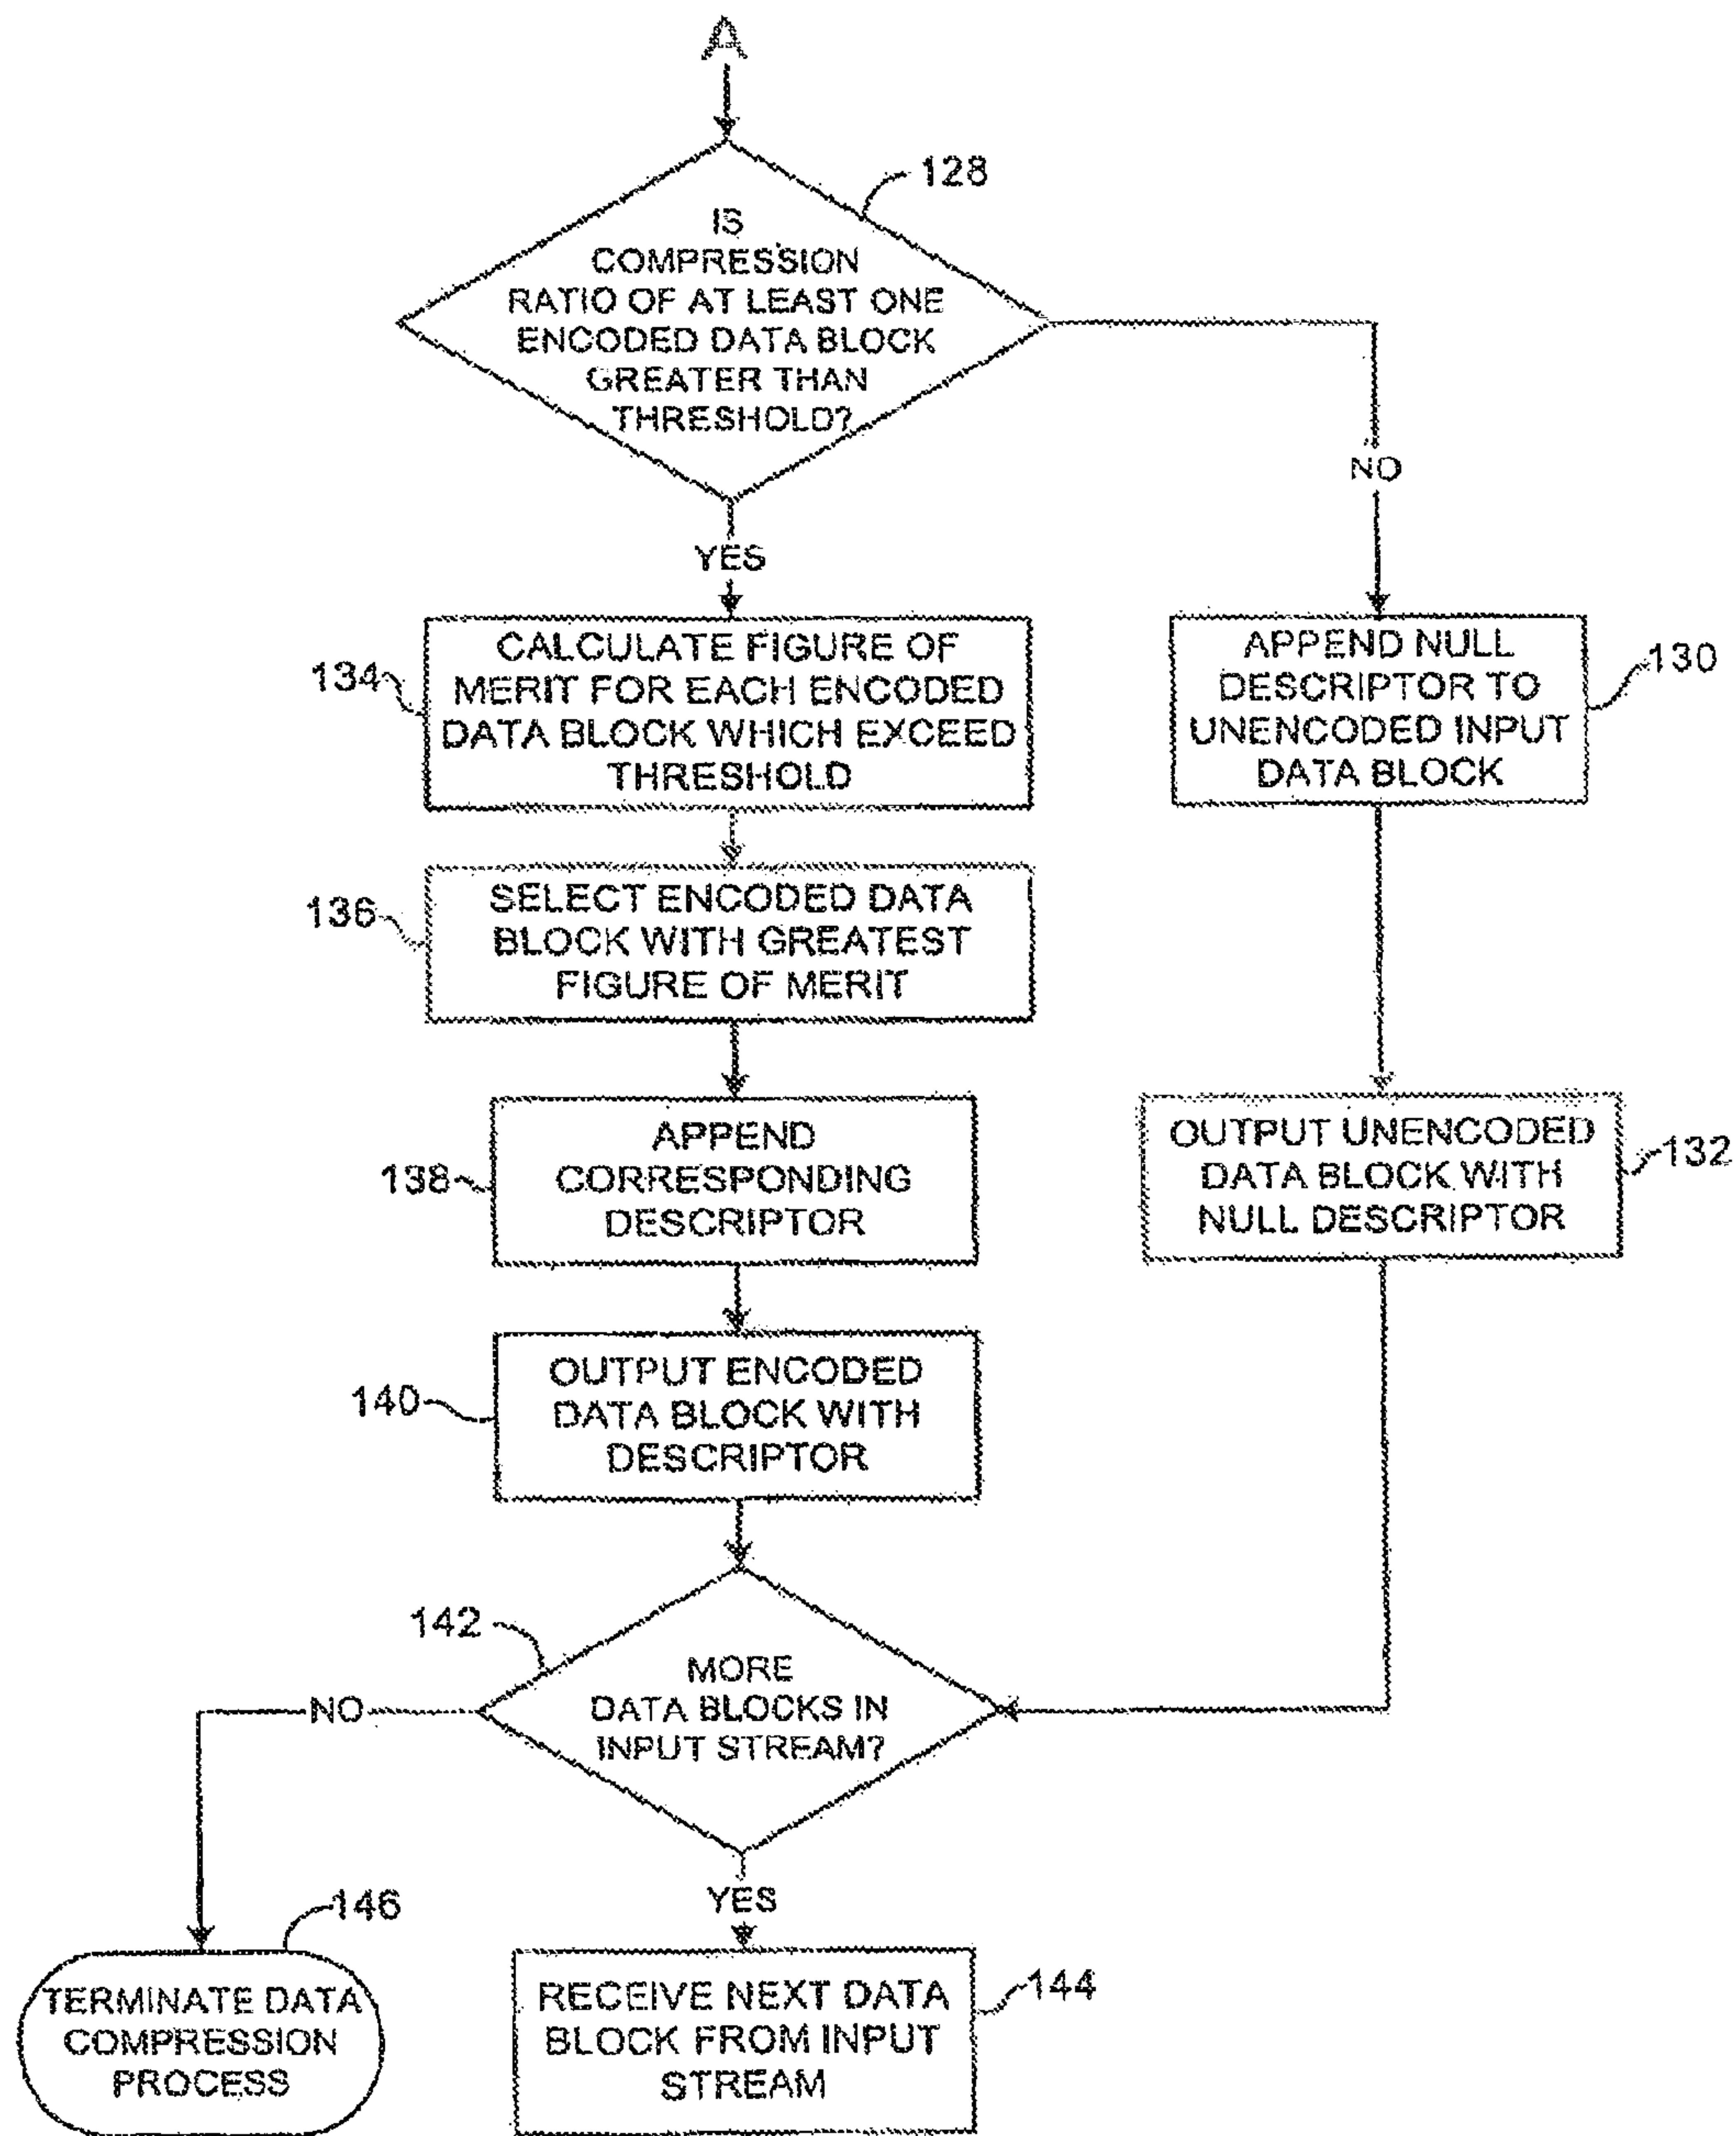 A
128
IS
COMPRESSION
RATIO OF AT LEAST ONE
ENCODED DATA BLOCK
GREATER THAN
THRESHOLD?
NO
YES
134
CALCULATE FIGURE OF
MERIT FOR EACH ENCODED
DATA BLOCK WHICH EXCEED
THRESHOLD
APPEND NULL
DESCRIPTOR TO
UNENCODED INPUT
DATA BLOCK
130
136
SELECT ENCODED DATA
BLOCK WITH GREATEST
FIGURE OF MERIT
138
APPEND
CORRESPONDING
DESCRIPTOR
OUTPUT UNENCODED
DATA BLOCK WITH
NULL DESCRIPTOR
132
140
OUTPUT ENCODED
DATA BLOCK WITH
DESCRIPTOR
142
MORE
DATA BLOCKS IN
INPUT STREAM?
NO
YES
146
TERMINATE DATA
COMPRESSION
PROCESS
RECEIVE NEXT DATA
BLOCK FROM INPUT
STREAM
144